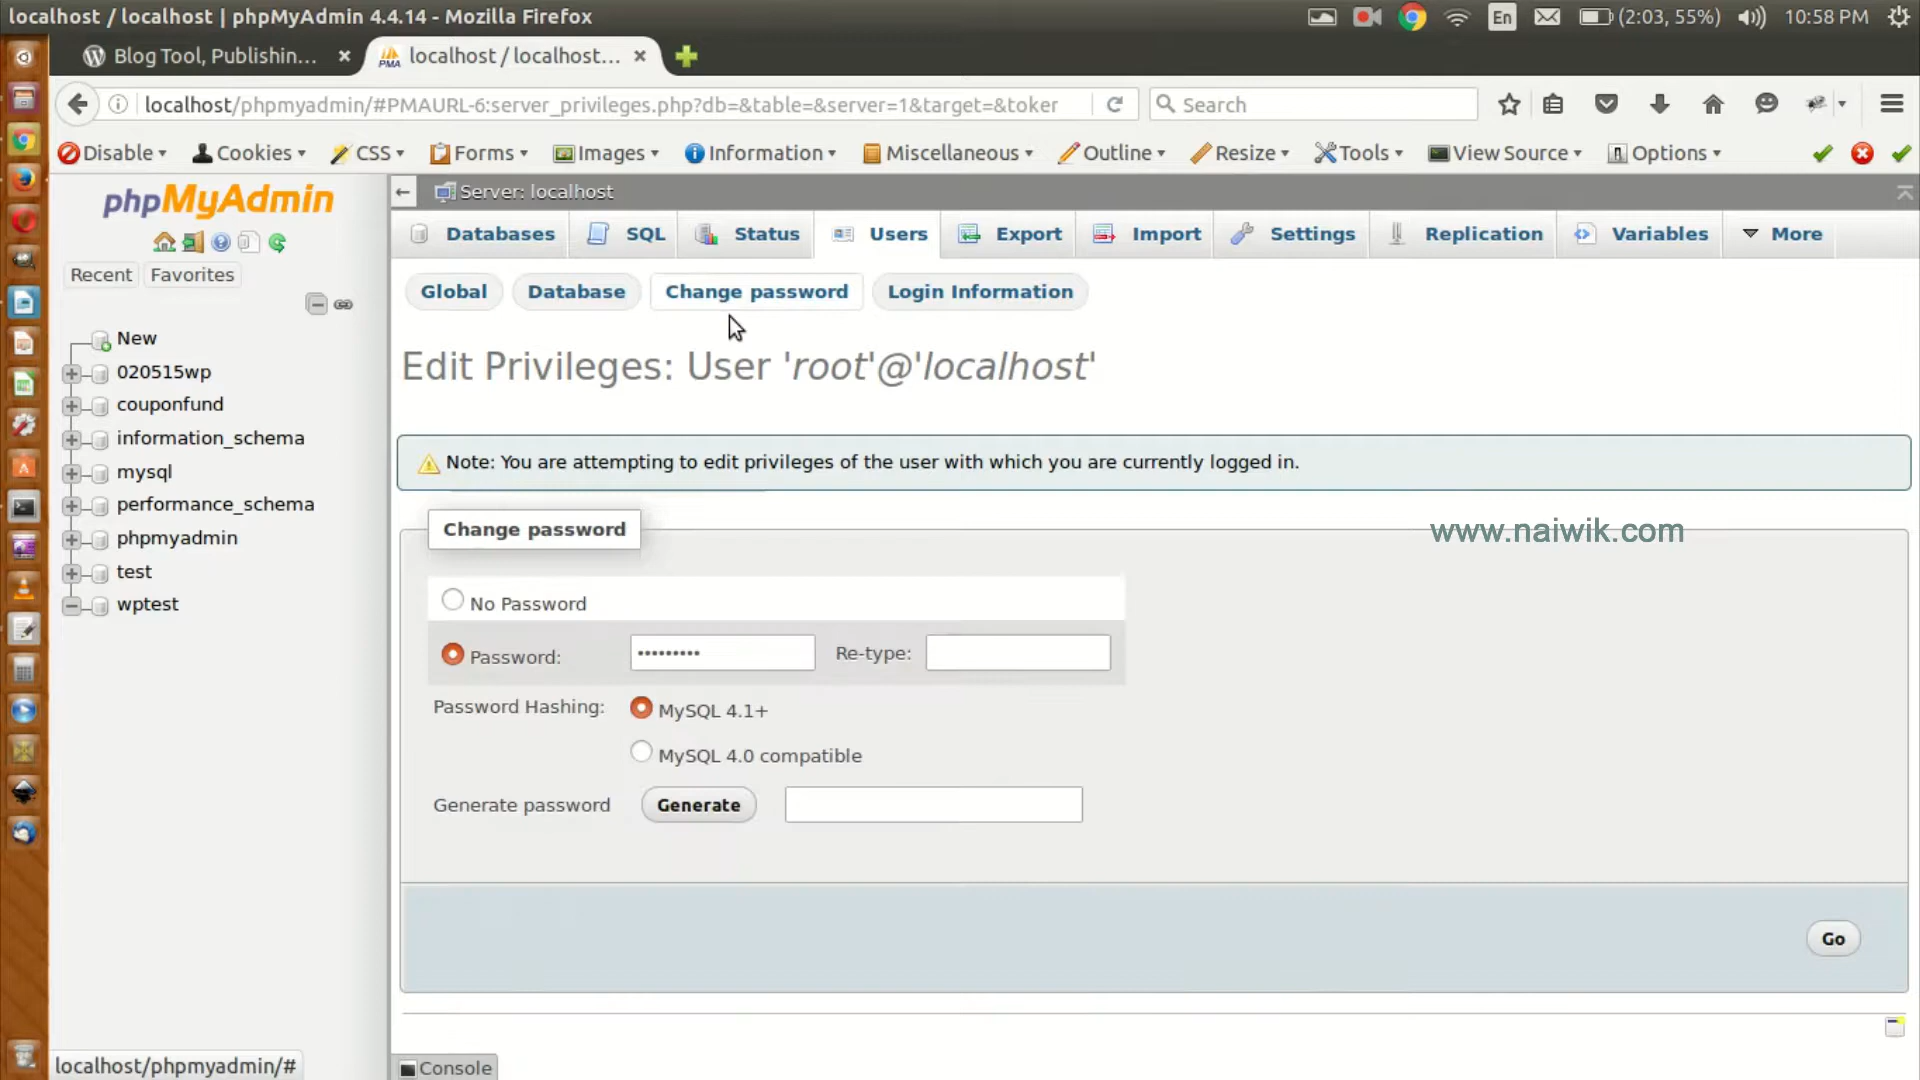 localhost / localhost | phpMyAdmin 4.4.14 - Mozilla Firefox
En (2:03, 55%) 10:58 PM
Blog Tool, Publishin...
PMA localhost / localhost...
localhost/phpmyadmin/#PMAURL-6:server_privileges.php?db=&table=&server=1&target=&toker
Search
Disable Cookies CSS Forms Images Information Miscellaneous Outline Resize Tools View Source Options
phpMyAdmin
Recent Favorites
New
020515wp
couponfund
information_schema
mysql
performance_schema
phpmyadmin
test
wptest
Server: localhost
Databases SQL Status Users Export Import Settings Replication Variables More
Global Database Change password Login Information
Edit Privileges: User 'root'@'localhost'
Note: You are attempting to edit privileges of the user with which you are currently logged in.
Change password
www.naiwik.com
No Password
Password: ••••••••• Re-type:
Password Hashing: MySQL 4.1+
MySQL 4.0 compatible
Generate password Generate
Go
localhost/phpmyadmin/#
Console